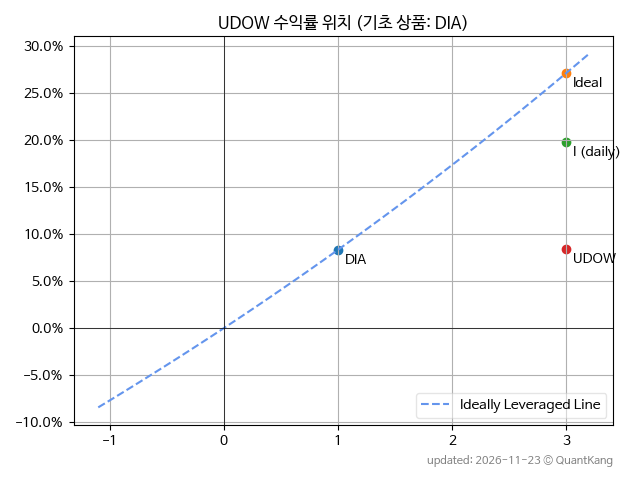 UDOW 수익률 위치 (기초 상품: DIA)
30.0%
25.0%
20.0%
15.0%
10.0%
5.0%
0.0%
−5.0%
−10.0%
Ideal
I (daily)
DIA
UDOW
Ideally Leveraged Line
−1
0
1
2
3
updated: 2026-11-23 © QuantKang